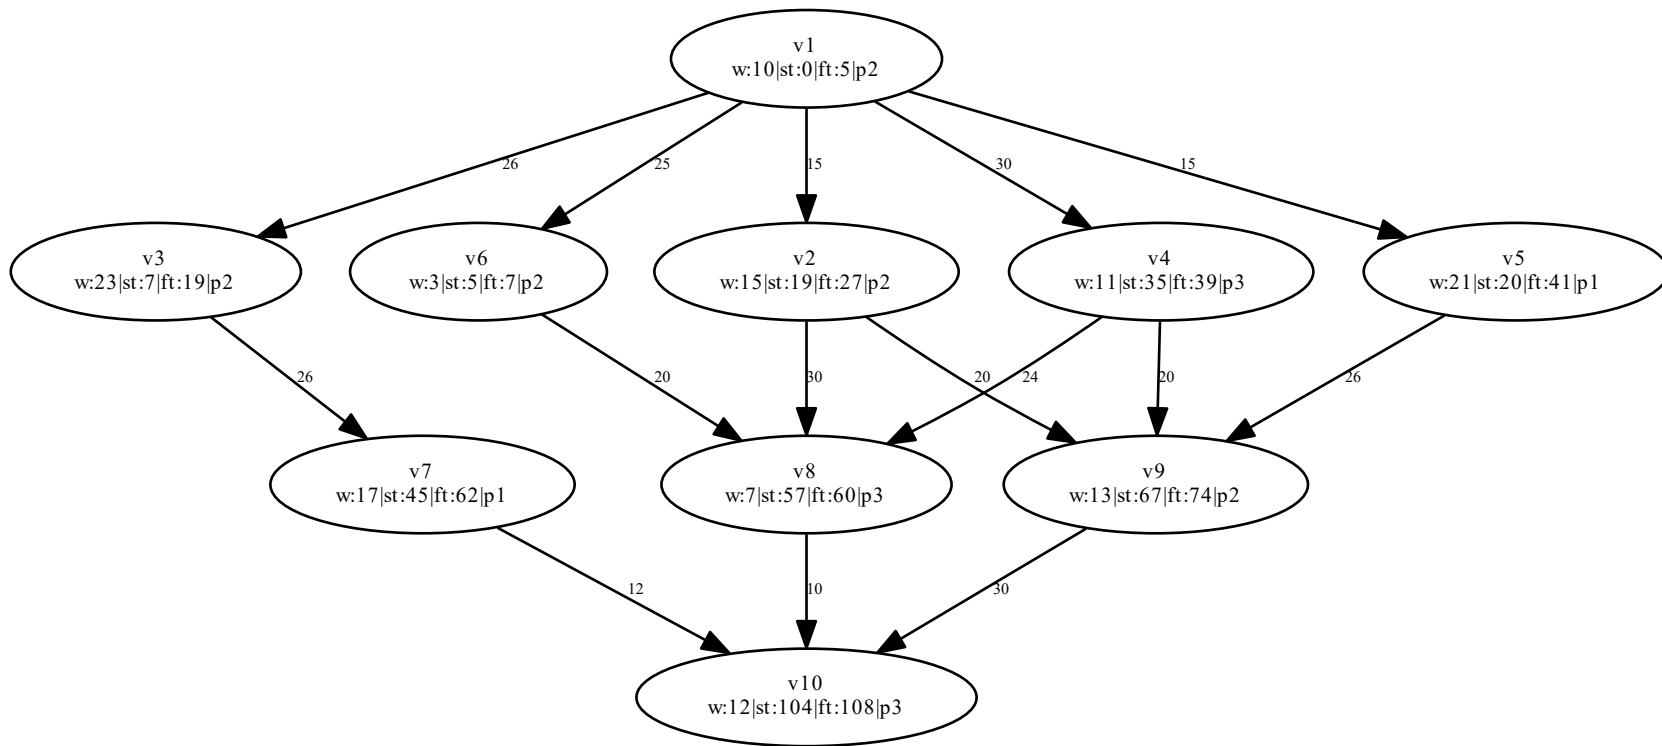 v1
w:10|st:0|ft:5|p2
26
25
15
30
15
v3
w:23|st:7|ft:19|p2
v6
w:3|st:5|ft:7|p2
v2
w:15|st:19|ft:27|p2
v4
w:11|st:35|ft:39|p3
v5
w:21|st:20|ft:41|p1
26
20
30
20
24
20
26
v7
w:17|st:45|ft:62|p1
v8
w:7|st:57|ft:60|p3
v9
w:13|st:67|ft:74|p2
12
10
30
v10
w:12|st:104|ft:108|p3